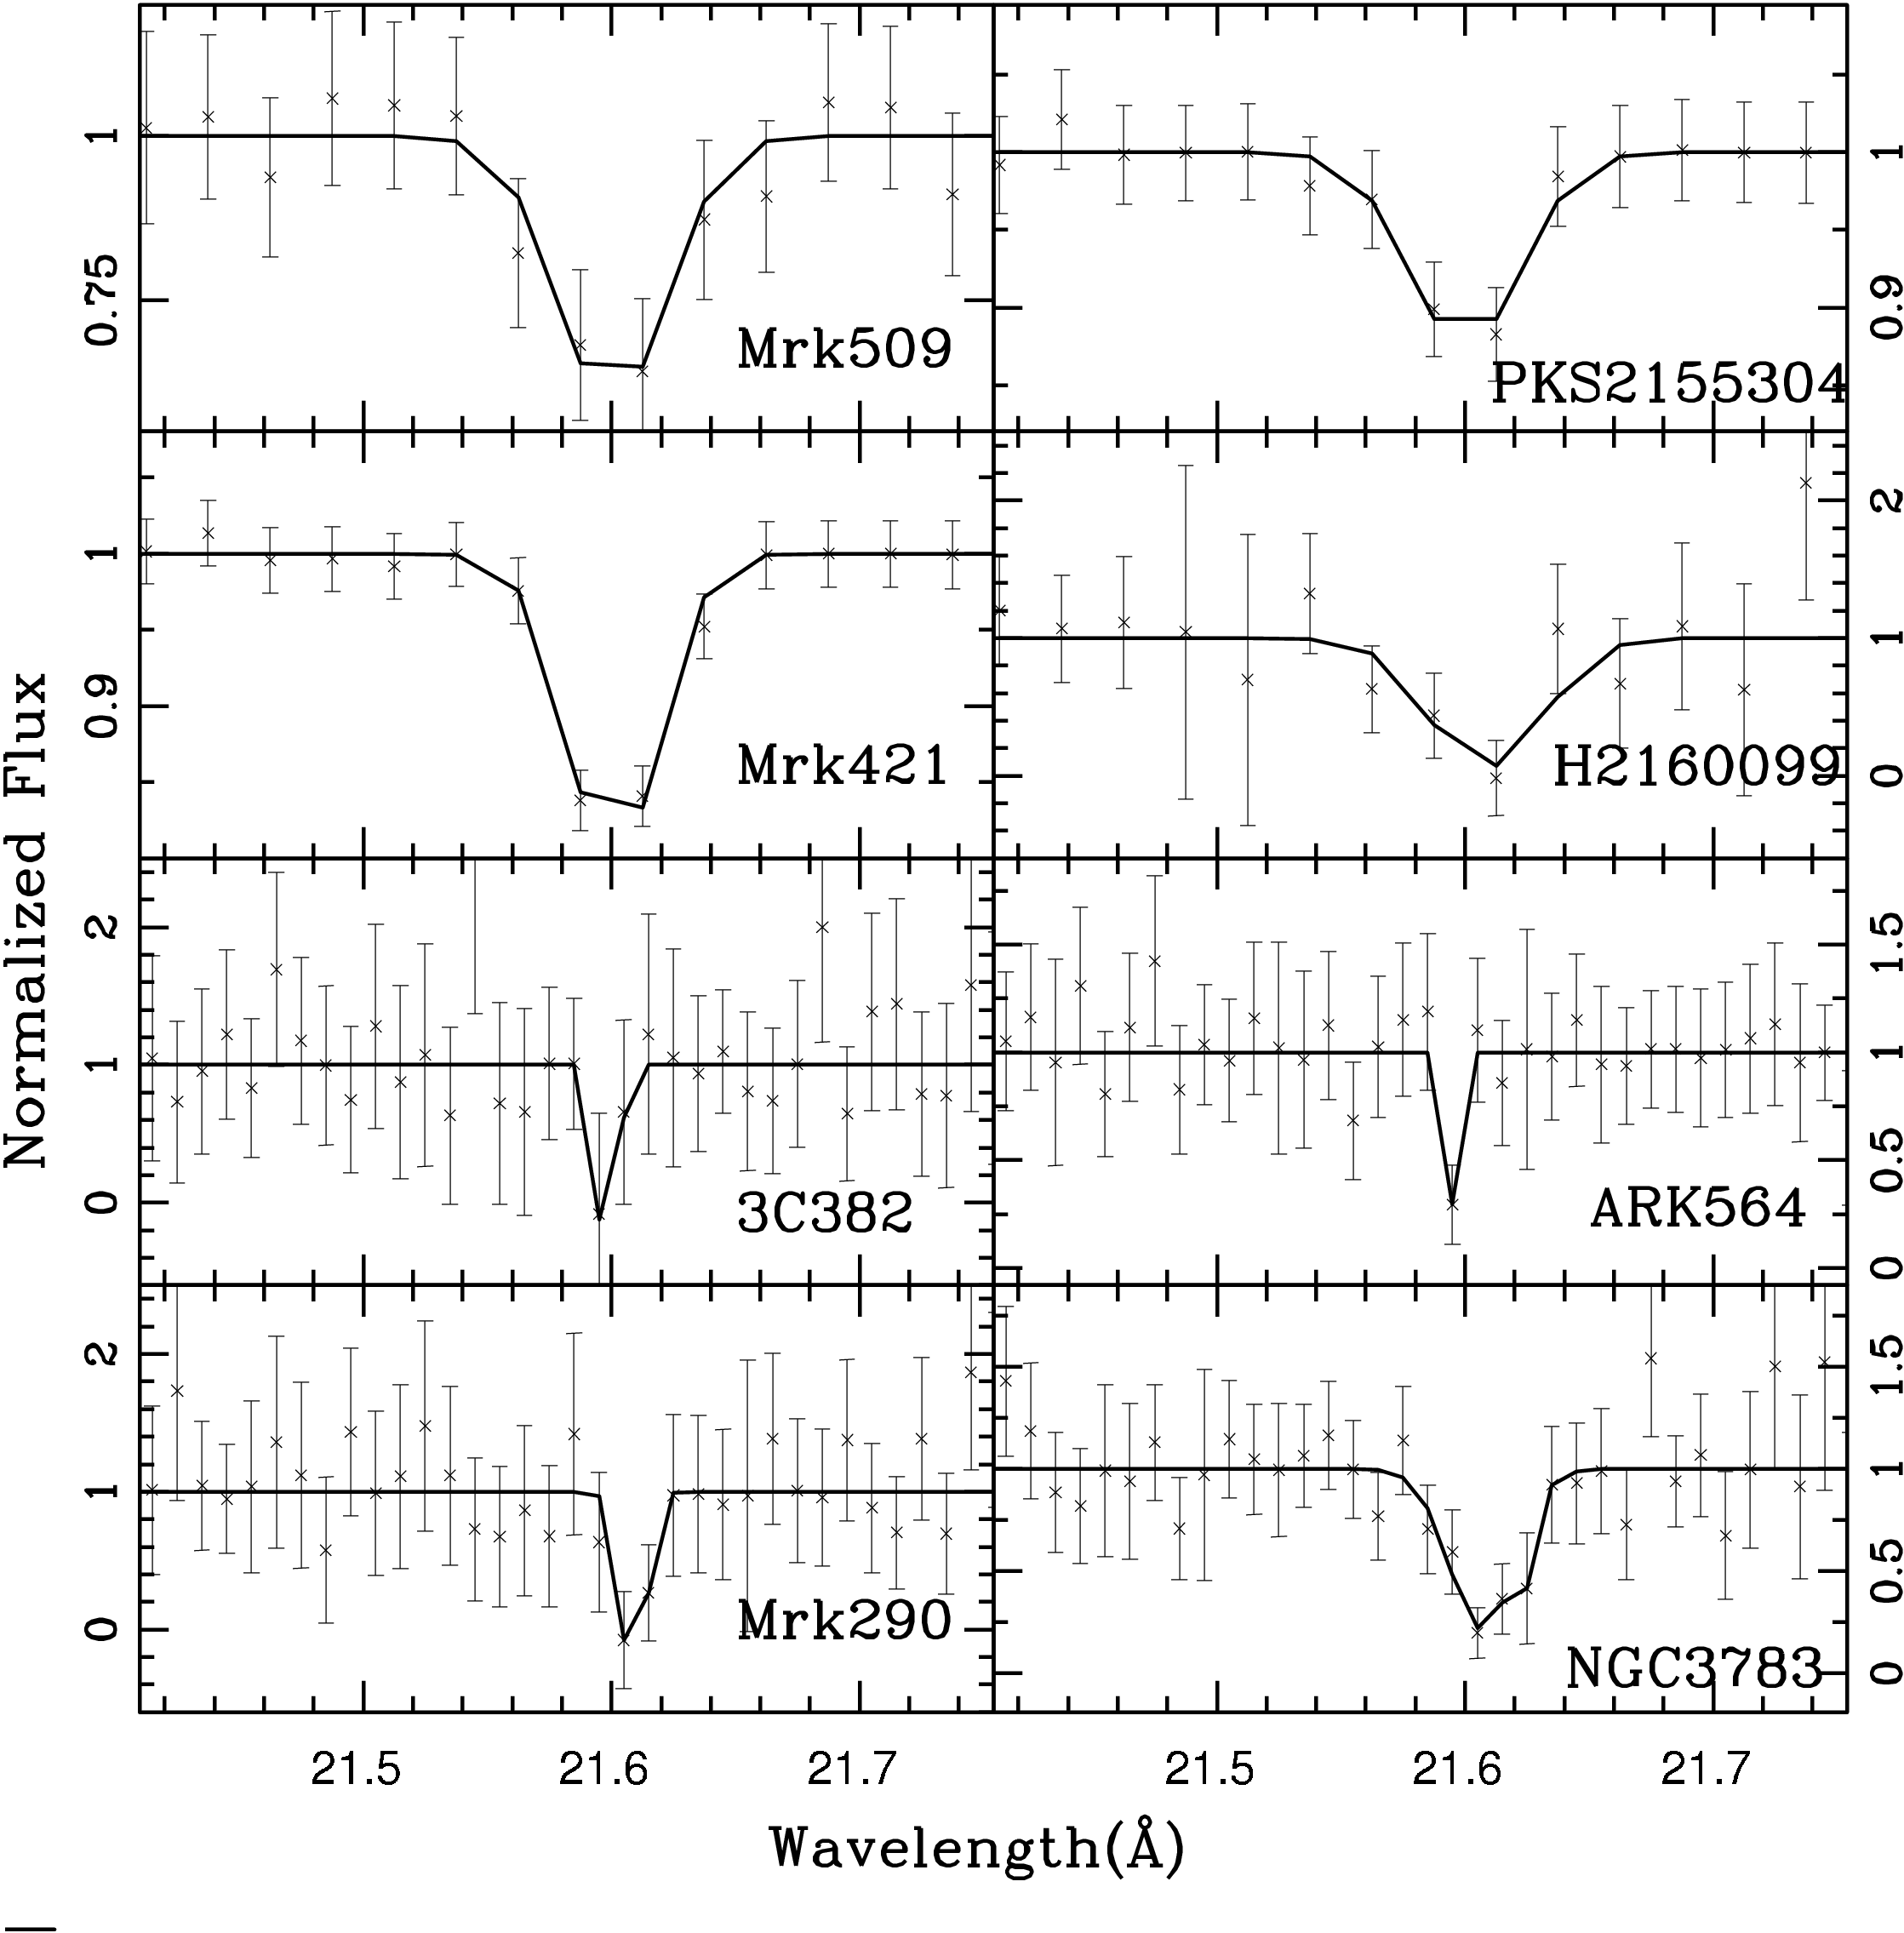 1
0.75
Mrk509
1
0.9
PKS2155304
1
0.9
Mrk421
2
1
0
H2160099
2
1
0
3C382
1.5
1
0.5
0
ARK564
2
1
0
Mrk290
1.5
1
0.5
0
NGC3783
Normalized Flux
21.5 21.6 21.7 21.5 21.6 21.7
Wavelength(Å)